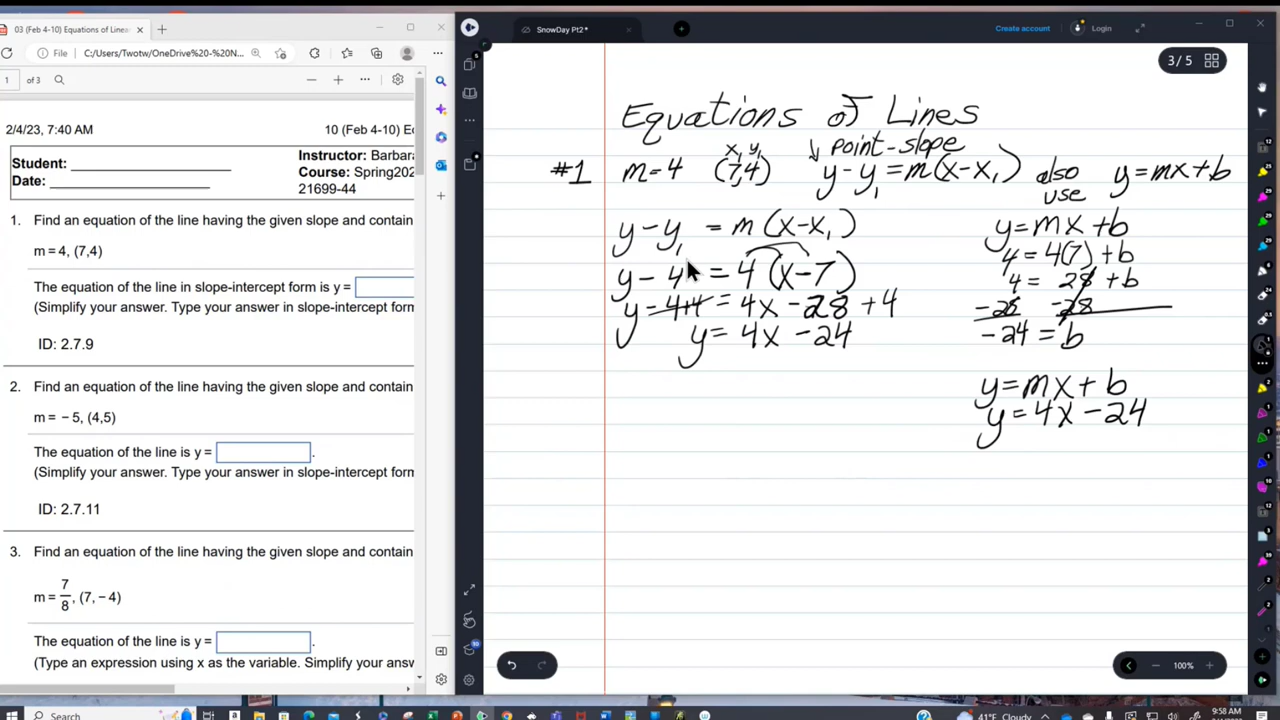 03 (Feb 4-10) Equations of Lines
File
C:/Users/Twotw/OneDrive%20-%20N...
1 of 3
2/4/23, 7:40 AM
10 (Feb 4-10) Ec
Student:
Date:
Instructor: Barbara
Course: Spring202
21699-44
1. Find an equation of the line having the given slope and contain
m = 4, (7,4)
The equation of the line in slope-intercept form is y =
(Simplify your answer. Type your answer in slope-intercept form
ID: 2.7.9
2. Find an equation of the line having the given slope and contain
m = − 5, (4,5)
The equation of the line is y =
(Simplify your answer. Type your answer in slope-intercept form
ID: 2.7.11
3. Find an equation of the line having the given slope and contain
m = 7/8, (7, − 4)
The equation of the line is y =
(Type an expression using x as the variable. Simplify your answ
SnowDay Pt2*
Create account
Login
3 / 5
Equations of Lines
point-slope
x, y,
#1 m=4 (7,4) y-y₁=m(x-x₁) also use y=mx+b
y-y₁ = m(x-x₁)
y-4 = 4(x-7)
y-4+4 = 4x-28+4
y= 4x-24
y=mx+b
4=4(7)+b
4= 28+b
-28 -28
-24=b
y=mx+b
y=4x-24
100%
Search
41°F Cloudy
9:58 AM